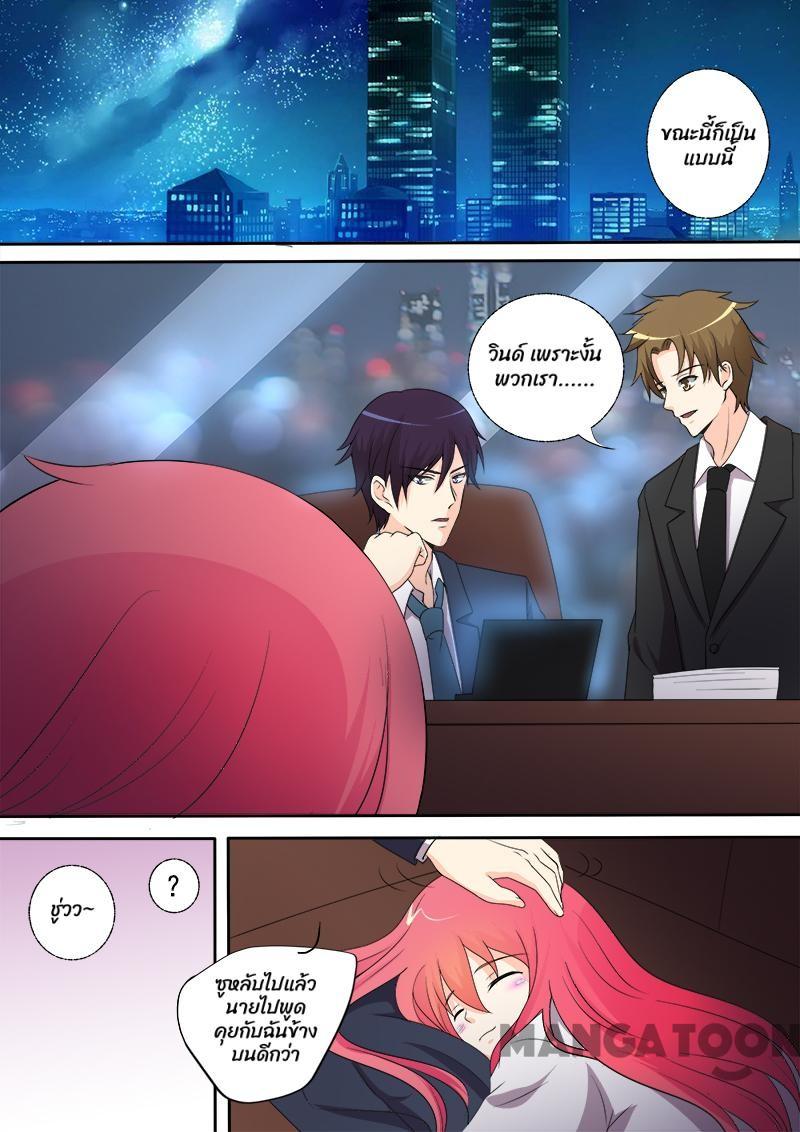 ขณะนี้ก็เป็น
แบบนี้
วินด์ เพราะงั้น
พวกเรา......
?
ชู่วว~
ซูหลับไปแล้ว
นายไปพูด
คุยกับฉันข้าง
บนดีกว่า
MANGATOON